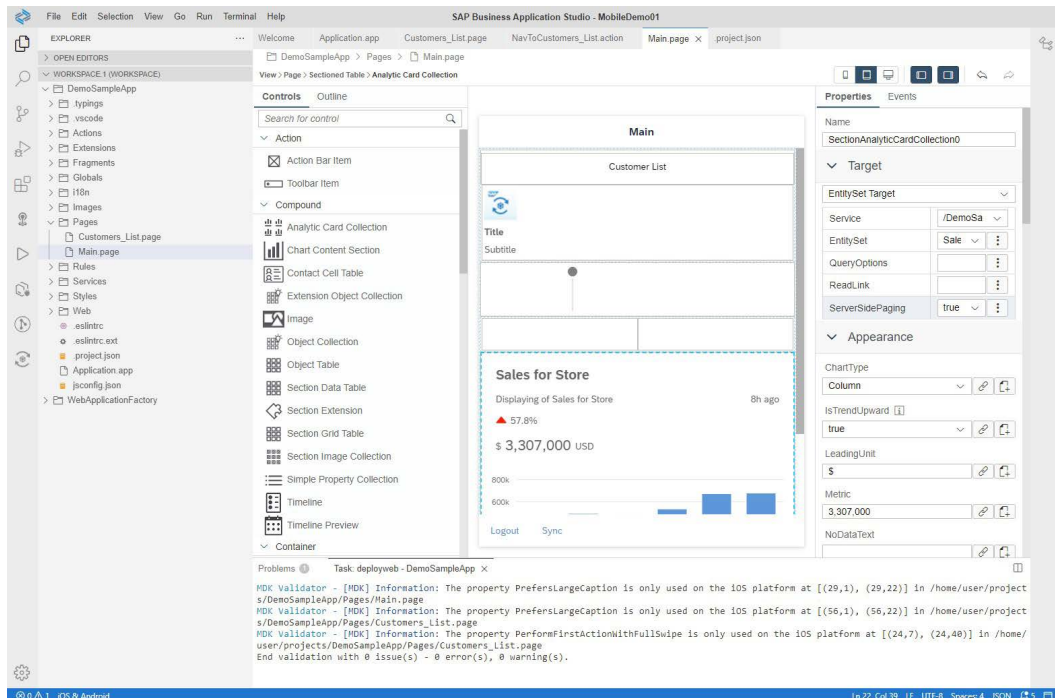 File Edit Selection View Go Run Terminal Help
SAP Business Application Studio - MobileDemo01
EXPLORER
...
Welcome
Application.app
Customers_List.page
NavToCustomers_List.action
Main.page ×
project.json
> OPEN EDITORS
WORKSPACE.1 (WORKSPACE)
DemoSampleApp
> .typings
> .vscode
> Actions
> Extensions
> Fragments
> Globals
> i18n
> Images
Pages
Customers_List.page
Main.page
> Rules
> Services
> Styles
> Web
.eslintrc
.eslintrc.ext
.project.json
Application.app
jsconfig.json
> WebApplicationFactory
DemoSampleApp > Pages > Main.page
View > Page > Sectioned Table > Analytic Card Collection
Controls
Outline
Search for control
Action
Action Bar Item
Toolbar Item
Compound
Analytic Card Collection
Chart Content Section
Contact Cell Table
Extension Object Collection
Image
Object Collection
Object Table
Section Data Table
Section Extension
Section Grid Table
Section Image Collection
Simple Property Collection
Timeline
Timeline Preview
Container
Main
Customer List
Title
Subtitle
Sales for Store
Displaying of Sales for Store
8h ago
57.8%
$ 3,307,000 USD
800k
600k
Logout
Sync
Properties
Events
Name
SectionAnalyticCardCollection0
Target
EntitySet Target
Service
/DemoSa
EntitySet
Sale
QueryOptions
ReadLink
ServerSidePaging
true
Appearance
ChartType
Column
IsTrendUpward
true
LeadingUnit
$
Metric
3,307,000
NoDataText
Problems
Task: deployweb - DemoSampleApp ×
MDK Validator - [MDK] Information: The property PrefersLargeCaption is only used on the iOS platform at [(29,1), (29,22)] in /home/user/project
s/DemoSampleApp/Pages/Main.page
MDK Validator - [MDK] Information: The property PrefersLargeCaption is only used on the iOS platform at [(56,1), (56,22)] in /home/user/project
s/DemoSampleApp/Pages/Customers_List.page
MDK Validator - [MDK] Information: The property PerformFirstActionWithFullSwipe is only used on the iOS platform at [(24,7), (24,40)] in /home/
user/projects/DemoSampleApp/Pages/Customers_List.page
End validation with 0 issue(s) - 0 error(s), 0 warning(s).
0 1 iOS & Android
Ln 22, Col 39 LF UTF-8 Spaces: 4 JSON 5